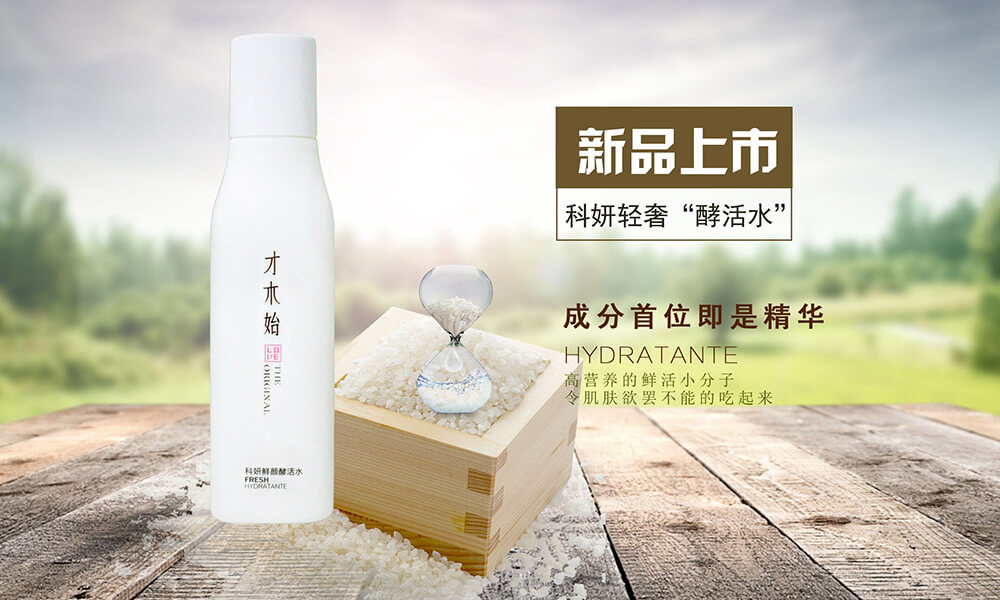 才木始
LOVE
THE
ORIGINAL
科妍鲜颜酵活水
FRESH
HYDRATANTE
新品上市
科妍轻奢“酵活水”
成分首位即是精华
HYDRATANTE
高营养的鲜活小分子
令肌肤欲罢不能的吃起来